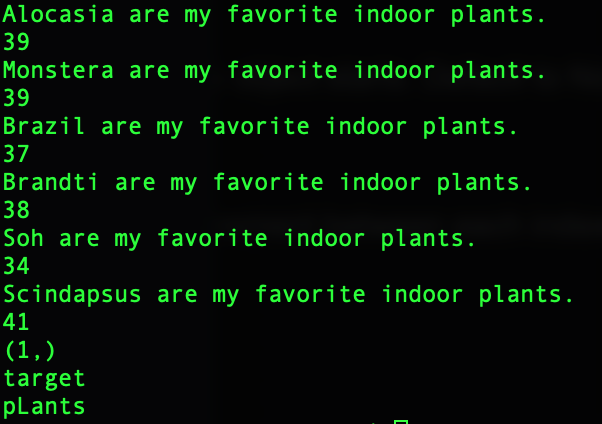 Alocasia are my favorite indoor plants.
39
Monstera are my favorite indoor plants.
39
Brazil are my favorite indoor plants.
37
Brandti are my favorite indoor plants.
38
Soh are my favorite indoor plants.
34
Scindapsus are my favorite indoor plants.
41
(1,)
target
pLants